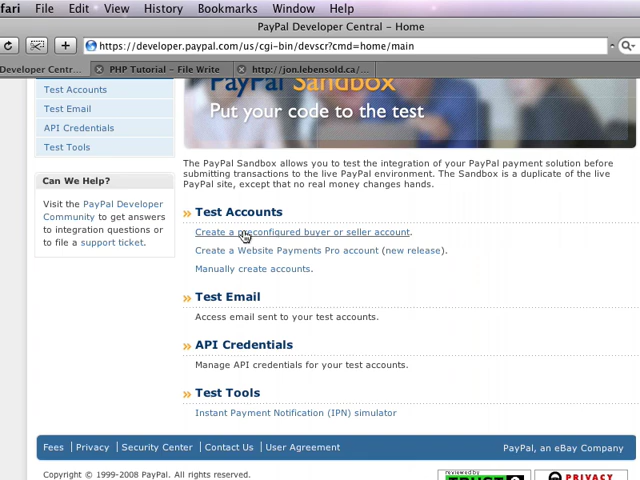 fari File Edit View History Bookmarks Window Help
PayPal Developer Central - Home
https://developer.paypal.com/us/cgi-bin/devscr?cmd=home/main
Developer Centr... PHP Tutorial - File Write http://jon.lebensold.ca/...
Test Accounts
Test Email
API Credentials
Test Tools
Can We Help?
Visit the PayPal Developer
Community to get answers
to integration questions or
to file a support ticket.
PayPal Sandbox
Put your code to the test
The PayPal Sandbox allows you to test the integration of your PayPal payment solution before
submitting transactions to the live PayPal environment. The Sandbox is a duplicate of the live
PayPal site, except that no real money changes hands.
Test Accounts
Create a preconfigured buyer or seller account.
Create a Website Payments Pro account (new release).
Manually create accounts.
Test Email
Access email sent to your test accounts.
API Credentials
Manage API credentials for your test accounts.
Test Tools
Instant Payment Notification (IPN) simulator
Fees Privacy Security Center Contact Us User Agreement PayPal, an eBay Company
Copyright © 1999-2008 PayPal. All rights reserved.
reviewed by
PRIVACY